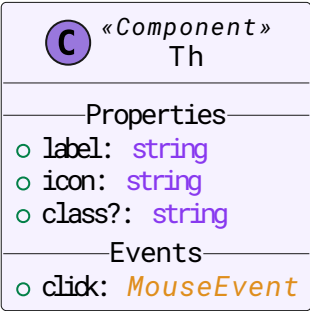 C «Component»
Th
Properties
label: string
icon: string
class?: string
Events
click: MouseEvent